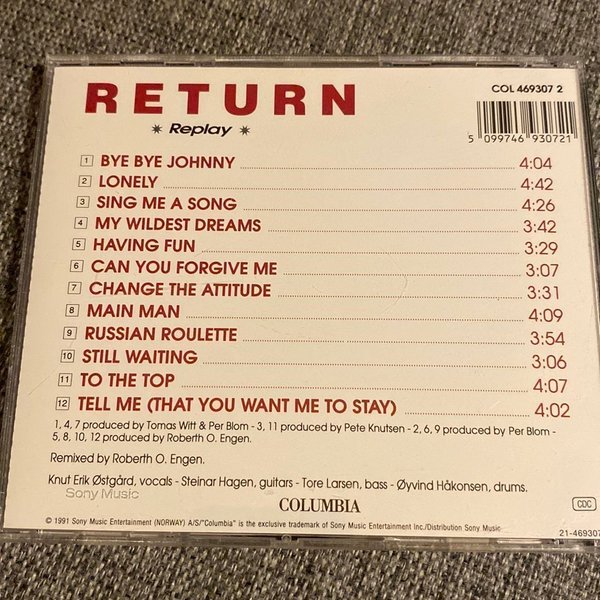 RETURN
COL 469307 2
* Replay *
5 099746 930721
1 BYE BYE JOHNNY 4:04
2 LONELY 4:42
3 SING ME A SONG 4:26
4 MY WILDEST DREAMS 3:42
5 HAVING FUN 3:29
6 CAN YOU FORGIVE ME 3:07
7 CHANGE THE ATTITUDE 3:31
8 MAIN MAN 4:09
9 RUSSIAN ROULETTE 3:54
10 STILL WAITING 3:06
11 TO THE TOP 4:07
12 TELL ME (THAT YOU WANT ME TO STAY) 4:02
1, 4, 7 produced by Tomas Witt & Per Blom - 3, 11 produced by Pete Knutsen - 2, 6, 9 produced by Per Blom -
5, 8, 10, 12 produced by Roberth O. Engen.
Remixed by Roberth O. Engen.
Knut Erik Østgård, vocals - Steinar Hagen, guitars - Tore Larsen, bass - Øyvind Håkonsen, drums.
Sony Music
COLUMBIA
CDC
© 1991 Sony Music Entertainment (NORWAY) A/S/"Columbia" is the exclusive trademark of Sony Music Entertainment Inc./Distribution Sony Music
21-469307